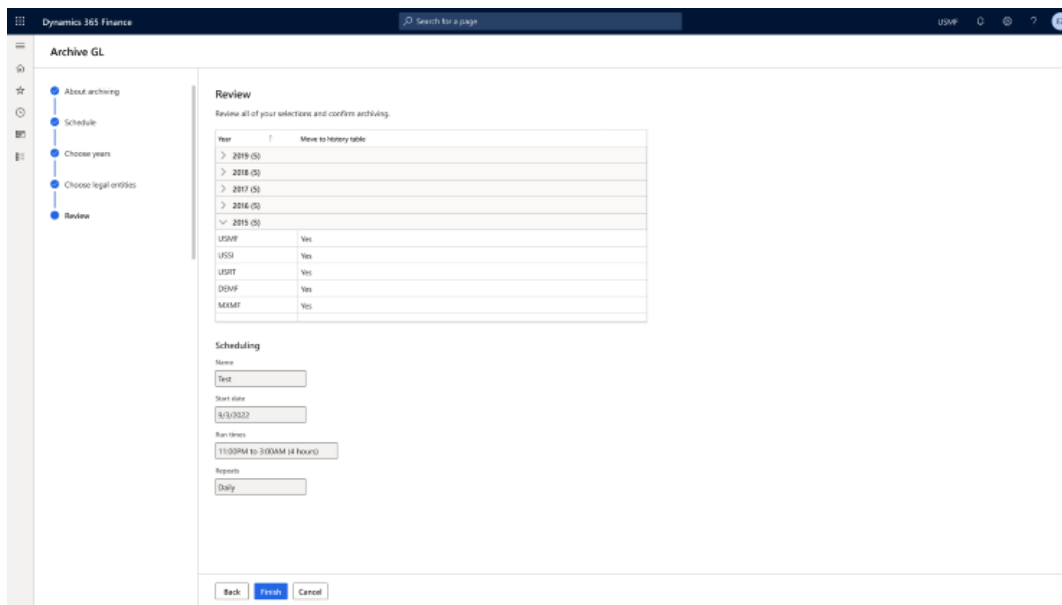 Dynamics 365 Finance
Search for a page
USMF
?
Archive GL
About archiving
Schedule
Choose years
Choose legal entities
Review
Review
Review all of your selections and confirm archiving.
Year ↑ Move to history table
2019 (5)
2018 (5)
2017 (5)
2016 (5)
2015 (5)
USMF Yes
USSI Yes
USRT Yes
DEMF Yes
MXMF Yes
Scheduling
Name
Test
Start date
9/3/2022
Run times
11:00PM to 3:00AM (4 hours)
Repeats
Daily
Back Finish Cancel